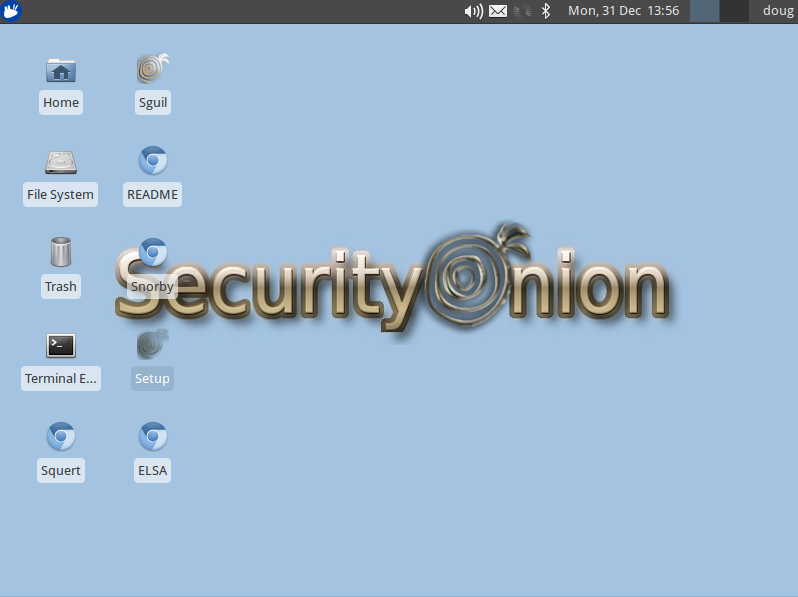 Mon, 31 Dec 13:56
doug
Home
Sguil
File System
README
Trash
Snorby
SecurityOnion
Terminal E...
Setup
Squert
ELSA